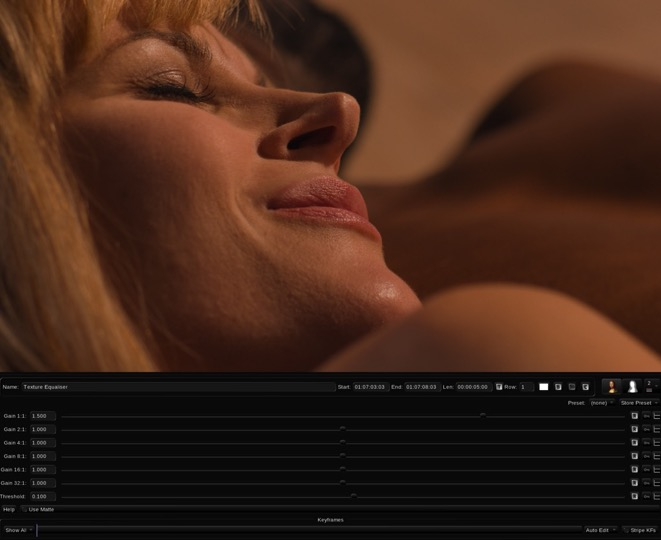 Name: Texture Equaliser Start: 01:07:03:03 End: 01:07:08:03 Len: 00:00:05:00 Row: 1 2
Preset: (none) Store Preset
Gain 1:1: 1.500
Gain 2:1: 1.000
Gain 4:1: 1.000
Gain 8:1: 1.000
Gain 16:1: 1.000
Gain 32:1: 1.000
Threshold: 0.100
Help Use Matte
Keyframes
Show All Auto Edit Stripe KFs